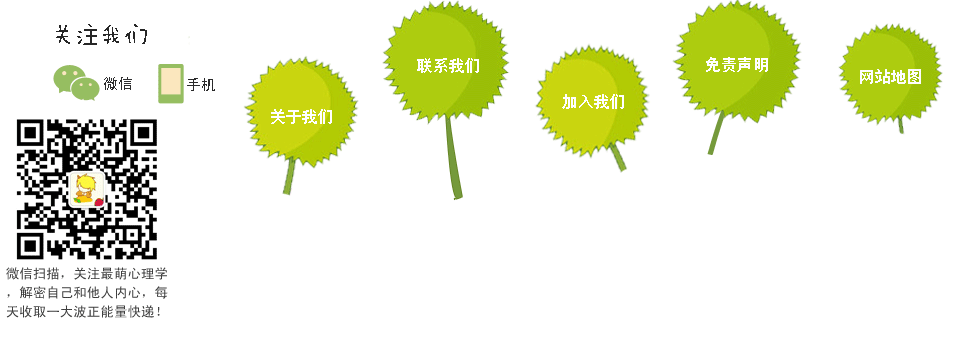 关注我们
微信
手机
微信扫描，关注最萌心理学
，解密自己和他人内心，每
天收取一大波正能量快递！
关于我们
联系我们
加入我们
免责声明
网站地图